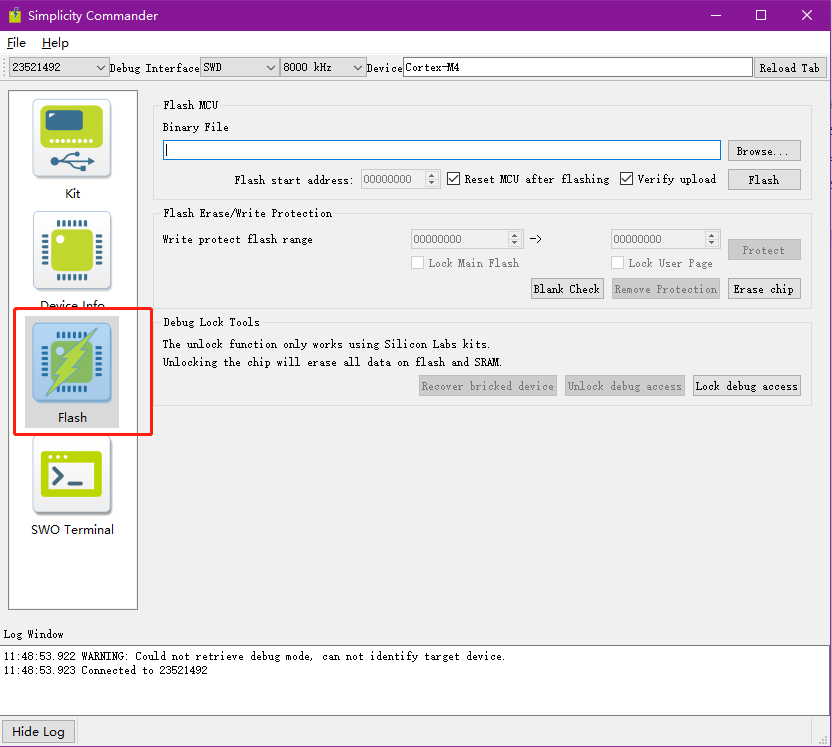 Simplicity Commander
File Help
23521492 Debug Interface SWD 8000 kHz Device Cortex-M4 Reload Tab
Kit
Device Info
Flash
SWO Terminal
Flash MCU
Binary File
Browse...
Flash start address: 00000000 Reset MCU after flashing Verify upload Flash
Flash Erase/Write Protection
Write protect flash range 00000000 -> 00000000 Protect
Lock Main Flash Lock User Page
Blank Check Remove Protection Erase chip
Debug Lock Tools
The unlock function only works using Silicon Labs kits.
Unlocking the chip will erase all data on flash and SRAM.
Recover bricked device Unlock debug access Lock debug access
Log Window
11:48:53.922 WARNING: Could not retrieve debug mode, can not identify target device.
11:48:53.923 Connected to 23521492
Hide Log